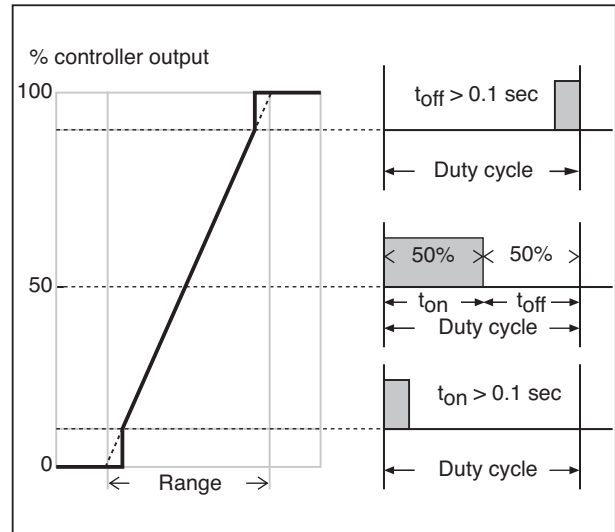 % controller output
100
50
0
Range
t_off > 0.1 sec
Duty cycle
50% 50%
t_on t_off
Duty cycle
t_on > 0.1 sec
Duty cycle